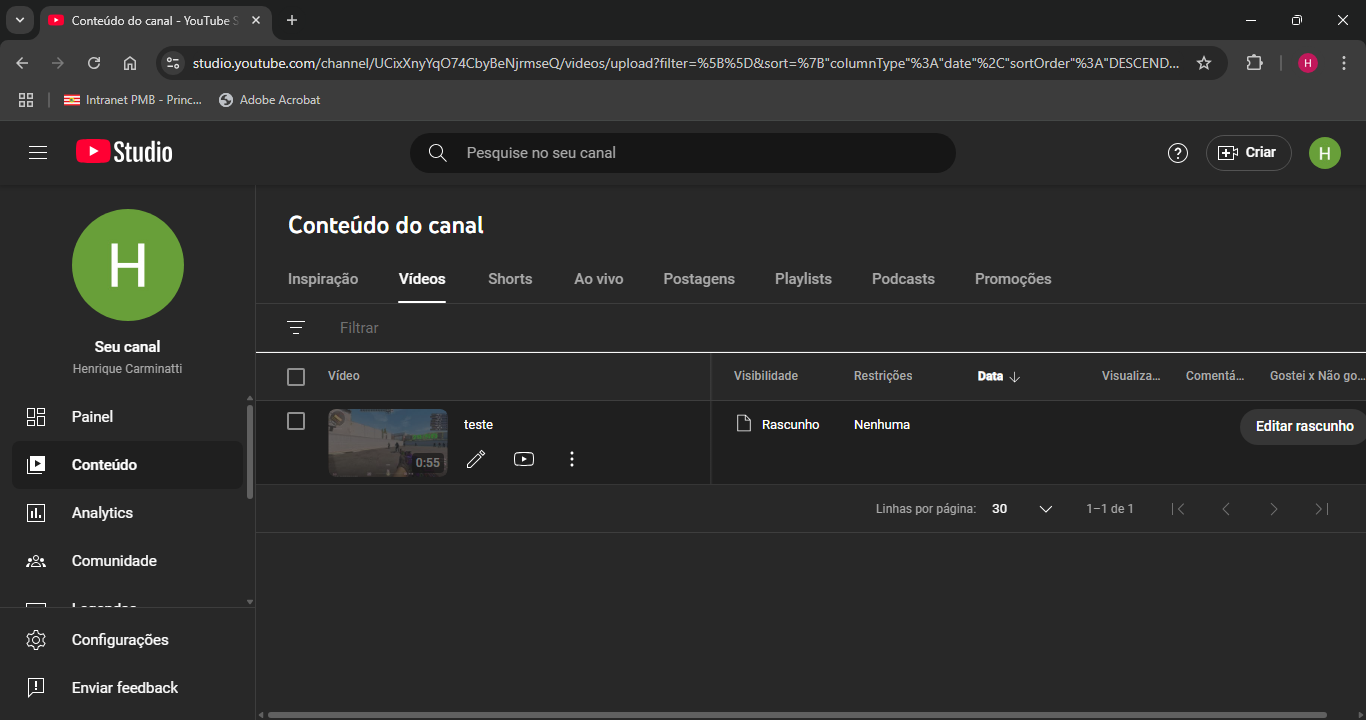 Conteúdo do canal - YouTube S
studio.youtube.com/channel/UCixXnyYqO74CbyBeNjrmseQ/videos/upload?filter=%5B%5D&sort=%7B"columnType"%3A"date"%2C"sortOrder"%3A"DESCEND...
H
Intranet PMB - Princ...
Adobe Acrobat
Studio
Pesquise no seu canal
Criar
H
H
Seu canal
Henrique Carminatti
Painel
Conteúdo
Analytics
Comunidade
Configurações
Enviar feedback
Conteúdo do canal
Inspiração Vídeos Shorts Ao vivo Postagens Playlists Podcasts Promoções
Filtrar
Vídeo Visibilidade Restrições Data Visualiza... Comentá... Gostei x Não go...
0:55
teste Rascunho Nenhuma Editar rascunho
Linhas por página: 30 1–1 de 1